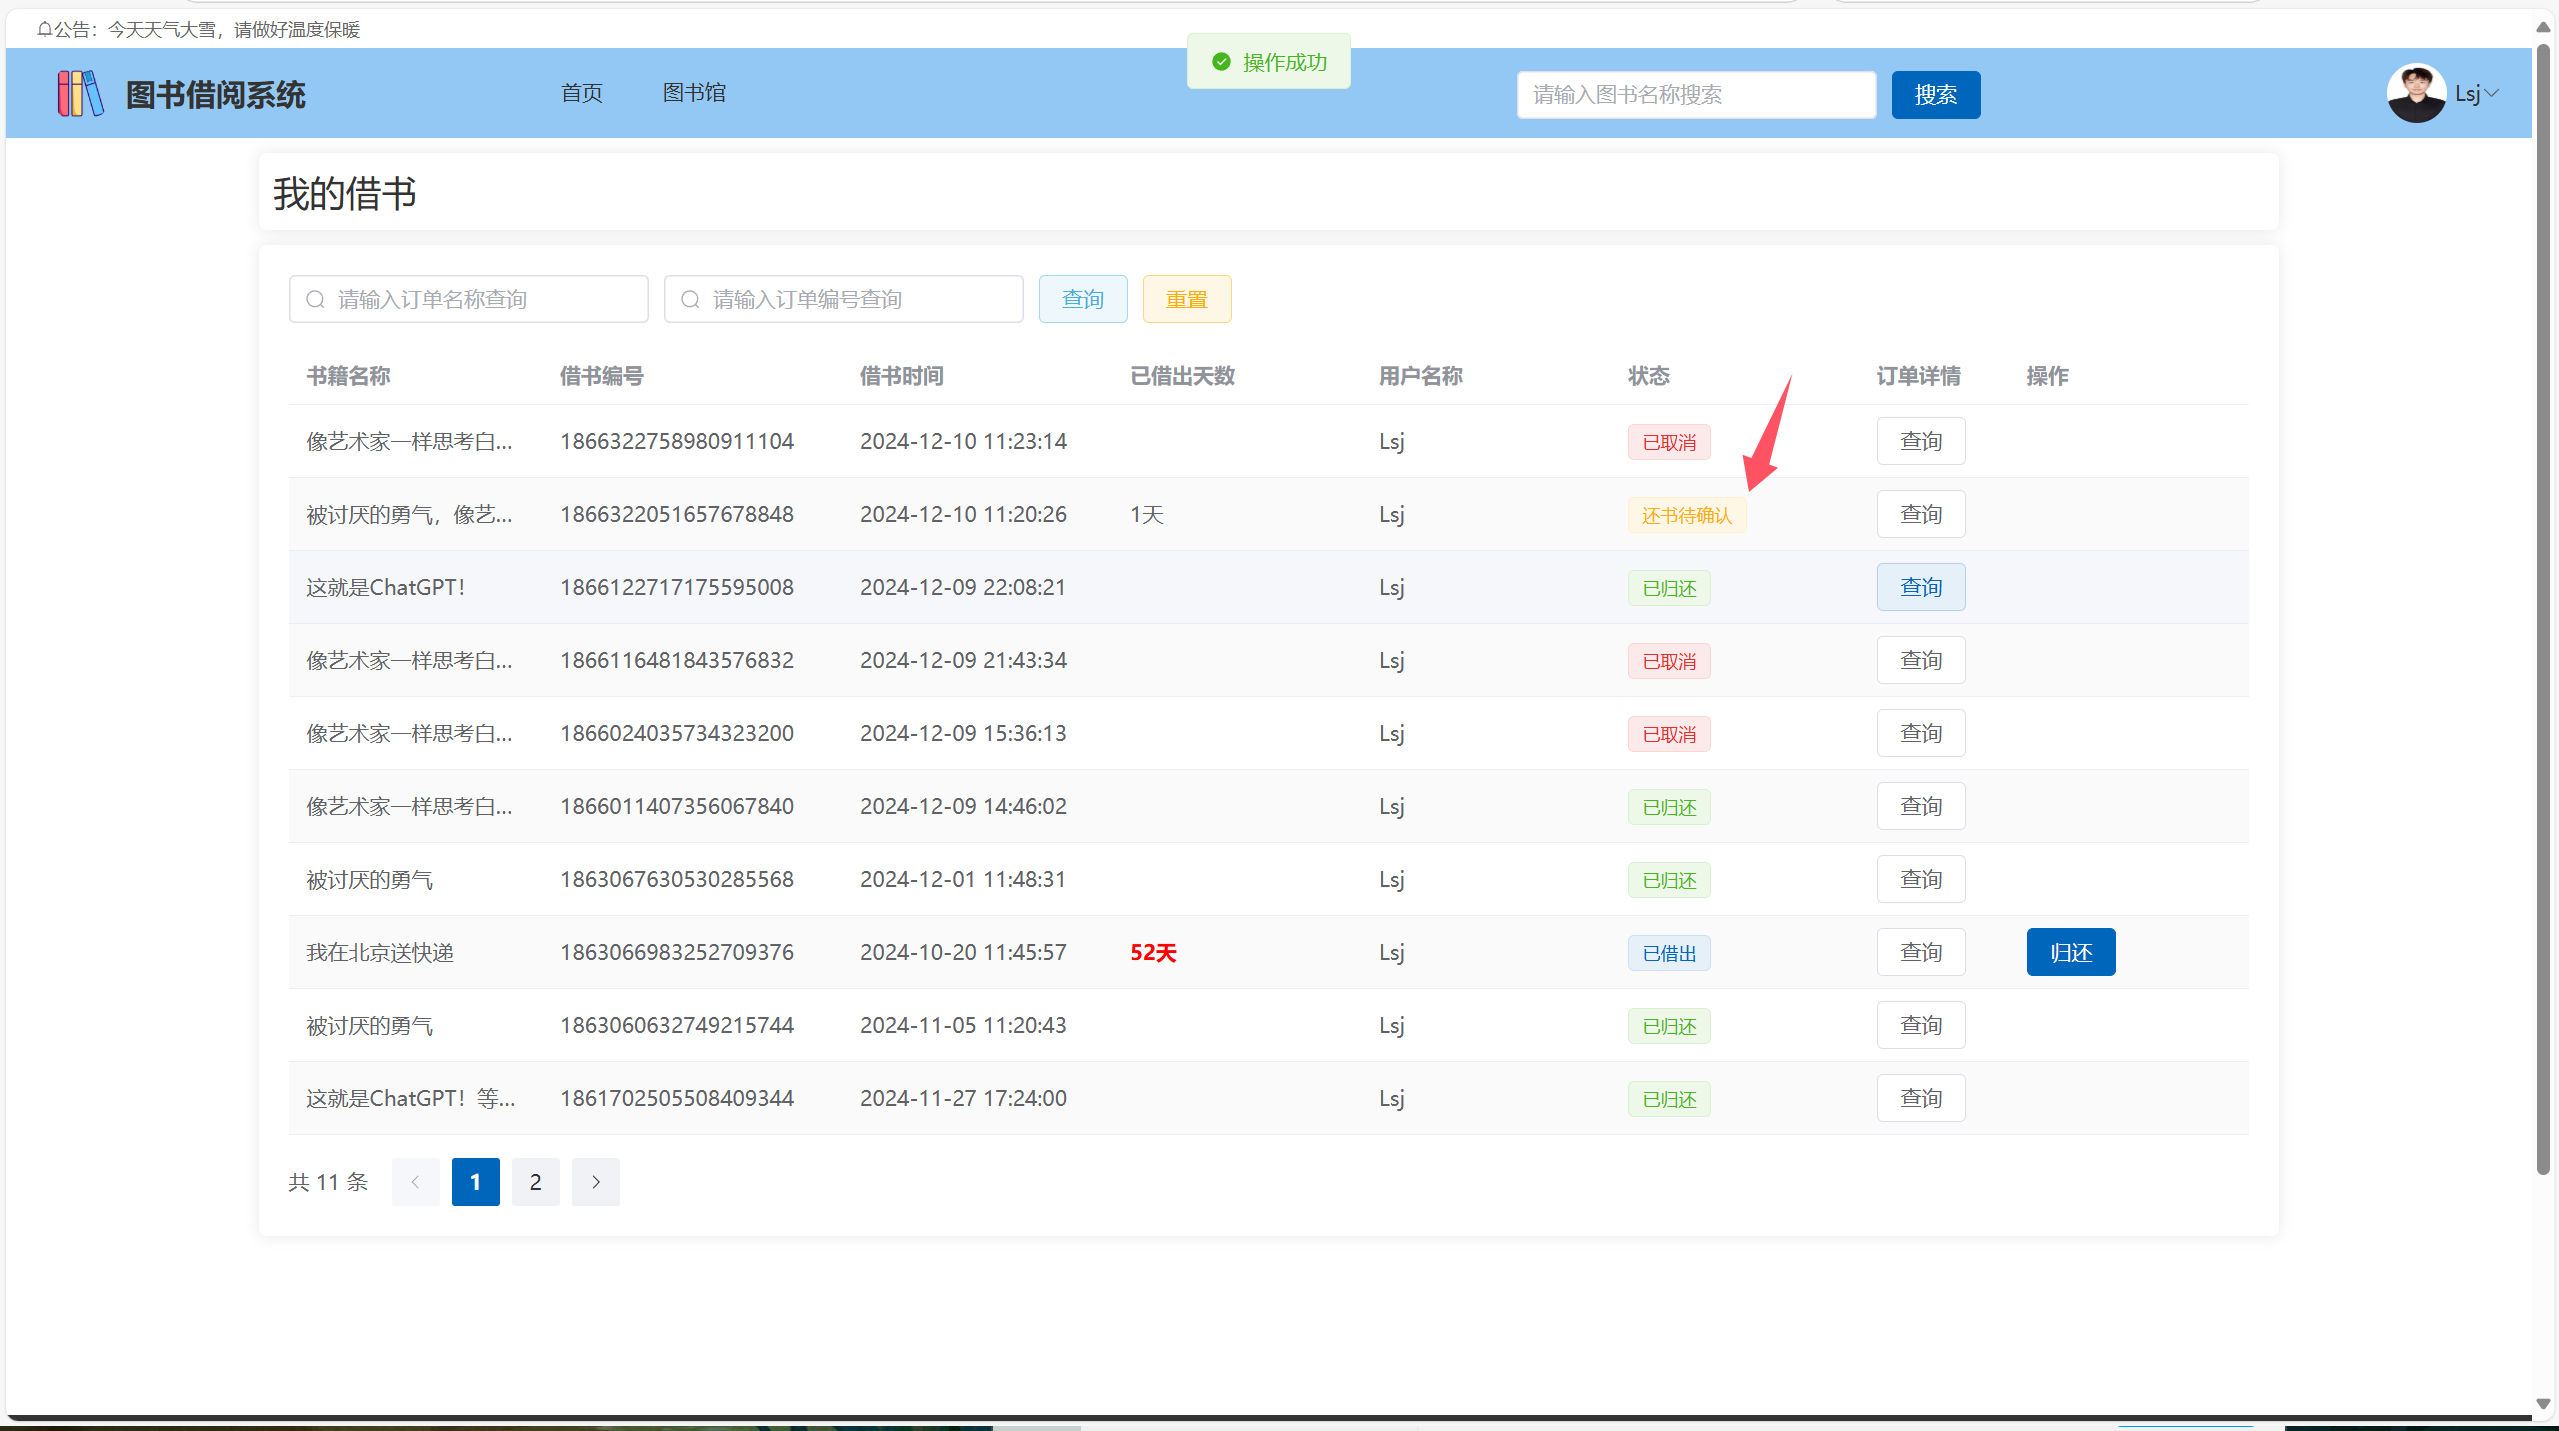 公告：今天天气大雪，请做好温度保暖
操作成功
图书借阅系统 首页 图书馆 请输入图书名称搜索 搜索 Lsj
我的借书
请输入订单名称查询 请输入订单编号查询 查询 重置
书籍名称 借书编号 借书时间 已借出天数 用户名称 状态 订单详情 操作
像艺术家一样思考白... 1866322758980911104 2024-12-10 11:23:14 Lsj 已取消 查询
被讨厌的勇气，像艺... 1866322051657678848 2024-12-10 11:20:26 1天 Lsj 还书待确认 查询
这就是ChatGPT！ 1866122717175595008 2024-12-09 22:08:21 Lsj 已归还 查询
像艺术家一样思考白... 1866116481843576832 2024-12-09 21:43:34 Lsj 已取消 查询
像艺术家一样思考白... 1866024035734323200 2024-12-09 15:36:13 Lsj 已取消 查询
像艺术家一样思考白... 1866011407356067840 2024-12-09 14:46:02 Lsj 已归还 查询
被讨厌的勇气 1863067630530285568 2024-12-01 11:48:31 Lsj 已归还 查询
我在北京送快递 1863066983252709376 2024-10-20 11:45:57 52天 Lsj 已借出 查询 归还
被讨厌的勇气 1863060632749215744 2024-11-05 11:20:43 Lsj 已归还 查询
这就是ChatGPT！等... 1861702505508409344 2024-11-27 17:24:00 Lsj 已归还 查询
共 11 条 1 2